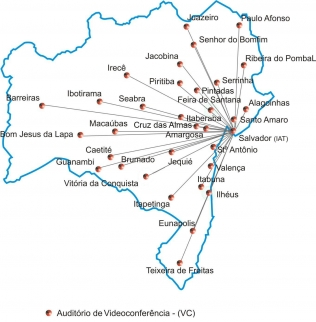 Juazeiro
Paulo Afonso
Senhor do Bomfim
Jacobina
Ribeira do PombaL
Irecê
Piritiba
Serrinha
Pintadas
Barreiras
Ibotirama
Seabra
Feira de Santana
Alagoinhas
Itaberaba
Santo Amaro
Macaúbas
Cruz das Almas
Bom Jesus da Lapa
Amargosa
Salvador (IAT)
Caetité
Stº Antônio
Guanambi
Brumado
Jequié
Valença
Vitória da Conquista
Itabuna
Ilhéus
Itapetinga
Eunapolis
Teixeira de Freitas
Auditório de Videoconferência - (VC)